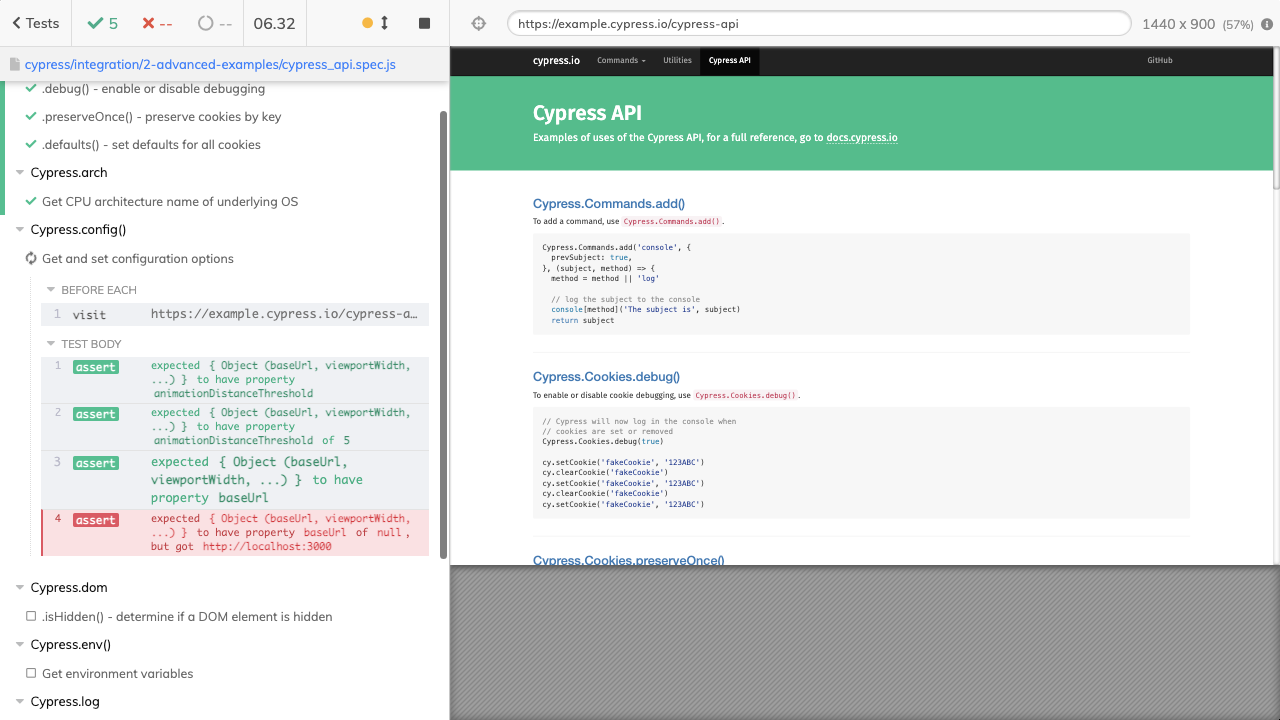 Tests
5
--
--
06.32
https://example.cypress.io/cypress-api
1440 x 900 (57%)
cypress/integration/2-advanced-examples/cypress_api.spec.js
.debug() - enable or disable debugging
.preserveOnce() - preserve cookies by key
.defaults() - set defaults for all cookies
Cypress.arch
Get CPU architecture name of underlying OS
Cypress.config()
Get and set configuration options
BEFORE EACH
1 visit https://example.cypress.io/cypress-a...
TEST BODY
1 assert expected { Object (baseUrl, viewportWidth,
...) } to have property
animationDistanceThreshold
2 assert expected { Object (baseUrl, viewportWidth,
...) } to have property
animationDistanceThreshold of 5
3 assert expected { Object (baseUrl,
viewportWidth, ...) } to have
property baseUrl
4 assert expected { Object (baseUrl, viewportWidth,
...) } to have property baseUrl of null,
but got http://localhost:3000
Cypress.dom
.isHidden() - determine if a DOM element is hidden
Cypress.env()
Get environment variables
Cypress.log
cypress.io Commands Utilities Cypress API GitHub
Cypress API
Examples of uses of the Cypress API, for a full reference, go to docs.cypress.io
Cypress.Commands.add()
To add a command, use Cypress.Commands.add().
Cypress.Commands.add('console', {
prevSubject: true,
}, (subject, method) => {
method = method || 'log'
// log the subject to the console
console[method]('The subject is', subject)
return subject
Cypress.Cookies.debug()
To enable or disable cookie debugging, use Cypress.Cookies.debug().
// Cypress will now log in the console when
// cookies are set or removed
Cypress.Cookies.debug(true)
cy.setCookie('fakeCookie', '123ABC')
cy.clearCookie('fakeCookie')
cy.setCookie('fakeCookie', '123ABC')
cy.clearCookie('fakeCookie')
cy.setCookie('fakeCookie', '123ABC')
Cypress.Cookies.preserveOnce()